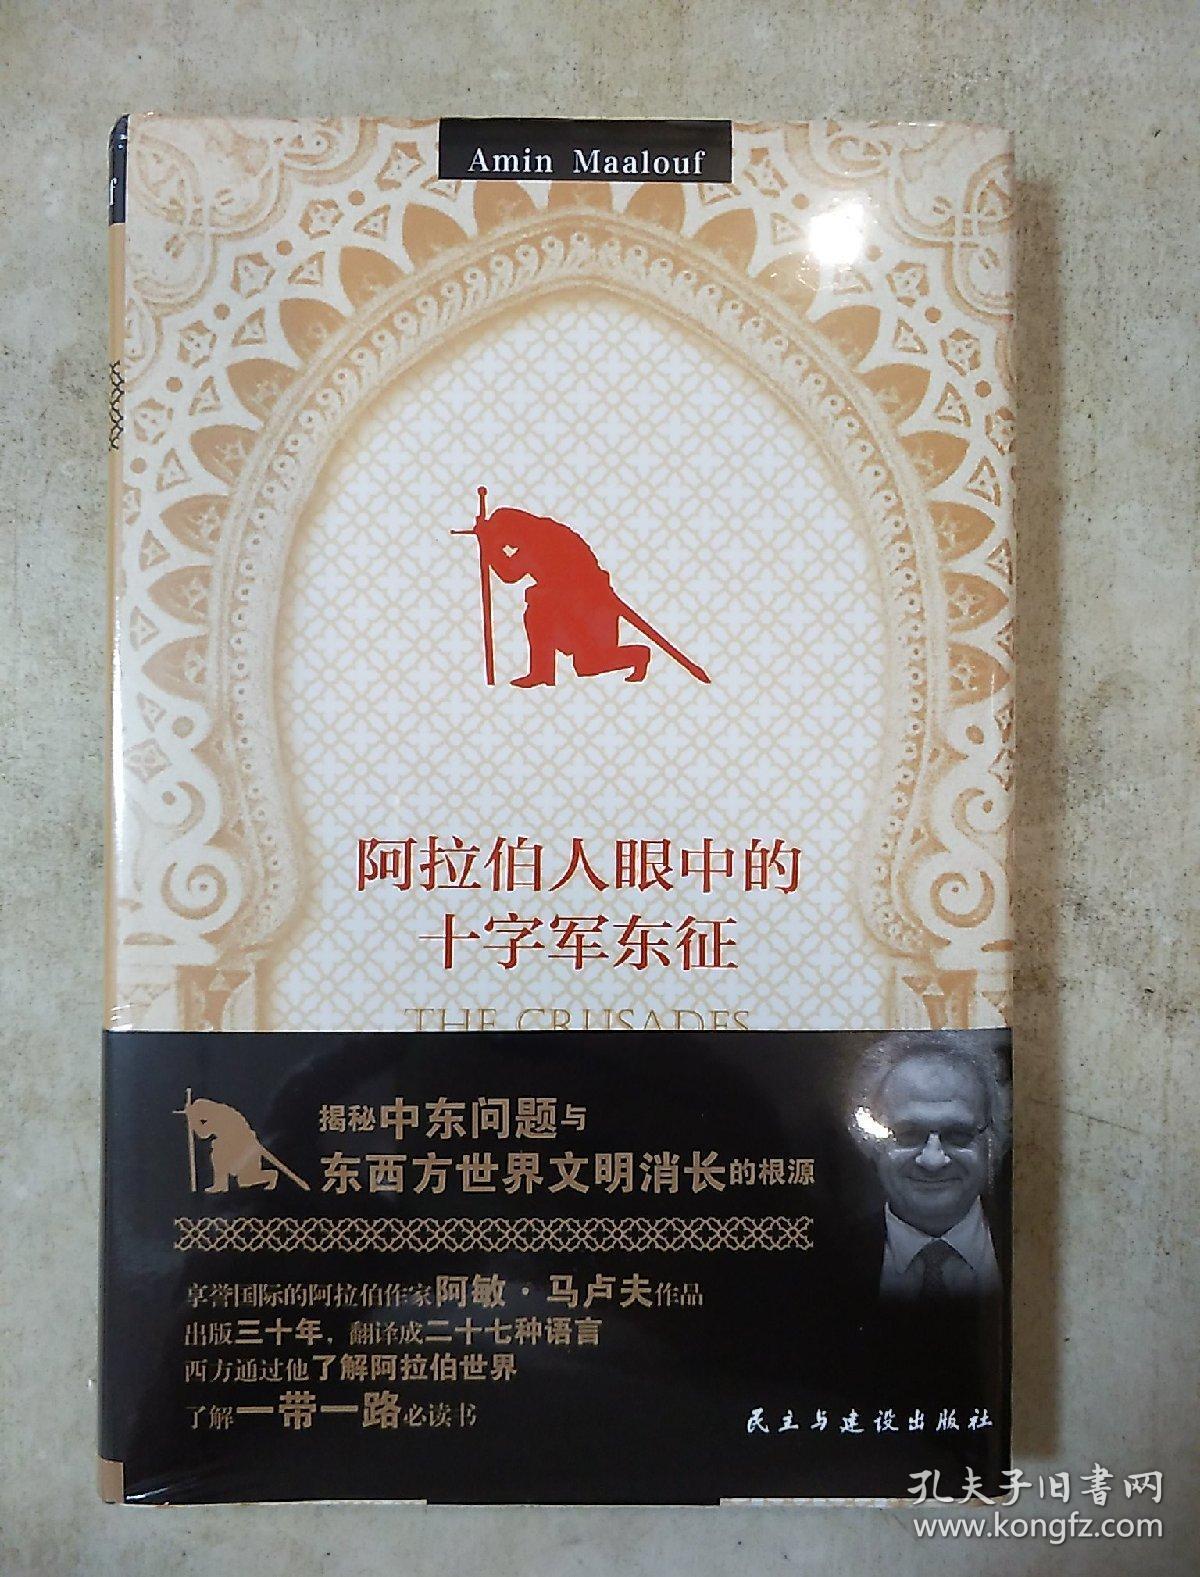 Amin Maalouf
f
阿拉伯人眼中的
十字军东征
THE CRUSADES
揭秘中东问题与
东西方世界文明消长的根源
享誉国际的阿拉伯作家阿敏·马卢夫作品
出版三十年，翻译成二十七种语言
西方通过他了解阿拉伯世界
了解一带一路必读书
民主与建设出版社
孔夫子旧书网
www.kongfz.com